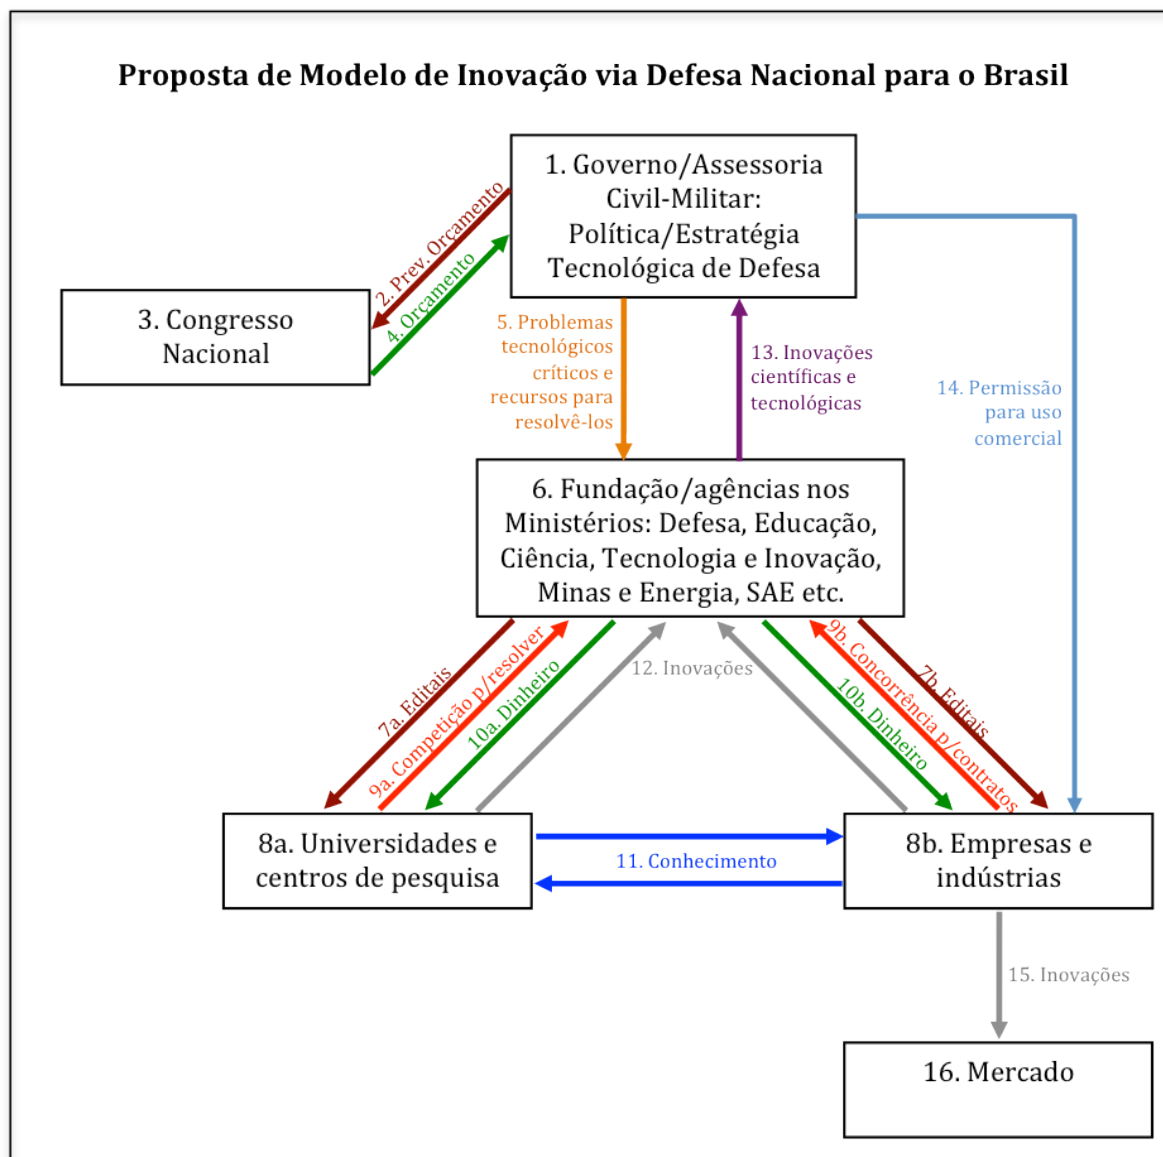 Proposta de Modelo de Inovação via Defesa Nacional para o Brasil
1. Governo/Assessoria
Civil-Militar:
Política/Estratégia
Tecnológica de Defesa
2. Prev. Orçamento
4. Orçamento
3. Congresso
Nacional
5. Problemas
tecnológicos
críticos e
recursos para
resolvê-los
13. Inovações
científicas e
tecnológicas
14. Permissão
para uso
comercial
6. Fundação/agências nos
Ministérios: Defesa, Educação,
Ciência, Tecnologia e Inovação,
Minas e Energia, SAE etc.
7a. Editais
9a. Competição p/resolver
10a. Dinheiro
12. Inovações
10b. Dinheiro
9b. Concorrência p/contratos
7b. Editais
8a. Universidades e
centros de pesquisa
11. Conhecimento
8b. Empresas e
indústrias
15. Inovações
16. Mercado